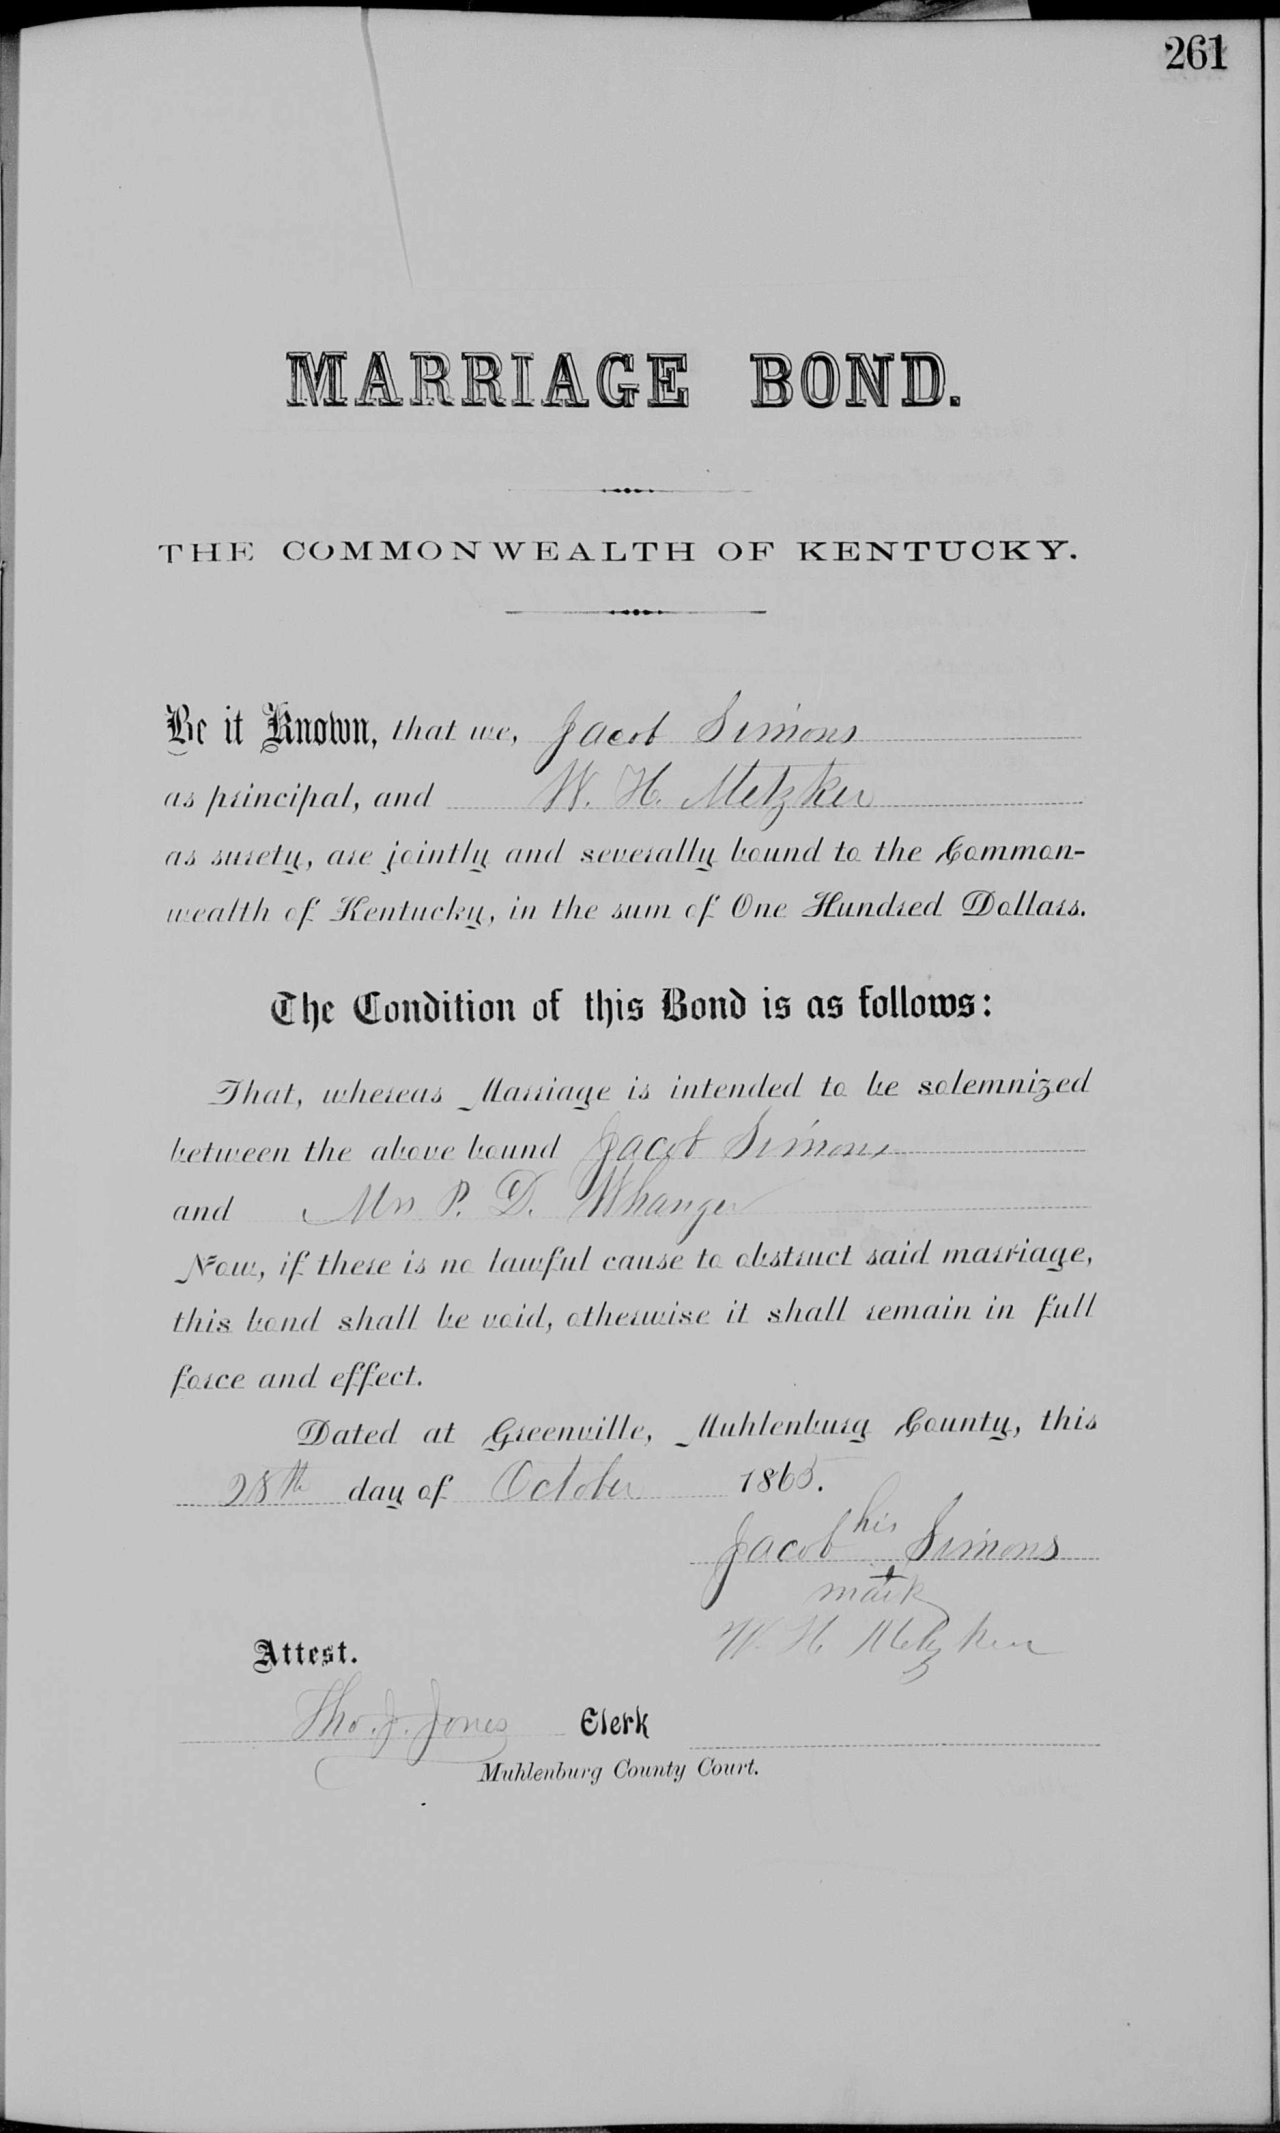 261
MARRIAGE BOND.
THE COMMONWEALTH OF KENTUCKY.
Be it Known, that we, Jacob Simons
as principal, and W. H. Metzker
as surety, are jointly and severally bound to the Common-
wealth of Kentucky, in the sum of One Hundred Dollars.
The Condition of this Bond is as follows:
That, whereas Marriage is intended to be solemnized
between the above bound Jacob Simons
and Mrs P. D. Whanger
Now, if there is no lawful cause to obstruct said marriage,
this bond shall be void, otherwise it shall remain in full
force and effect.
Dated at Greenville, Muhlenburg County, this
28th day of October 1865.
Jacob his Simons
mark
W. H. Metzker
Attest.
Tho. J. Jones Clerk
Muhlenburg County Court.